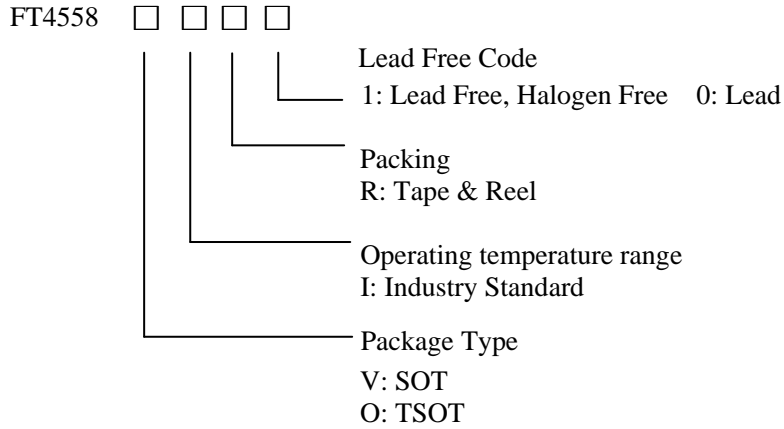 FT4558 □ □ □ □
Lead Free Code
1: Lead Free, Halogen Free 0: Lead
Packing
R: Tape & Reel
Operating temperature range
I: Industry Standard
Package Type
V: SOT
O: TSOT